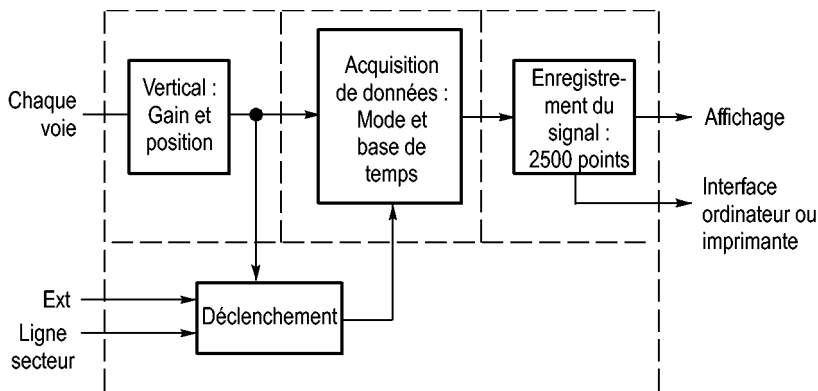 Chaque
voie
Vertical :
Gain et
position
Acquisition
de données :
Mode et
base de
temps
Enregistre-
ment du
signal :
2500 points
Affichage
Interface
ordinateur ou
imprimante
Ext
Ligne
secteur
Déclenchement